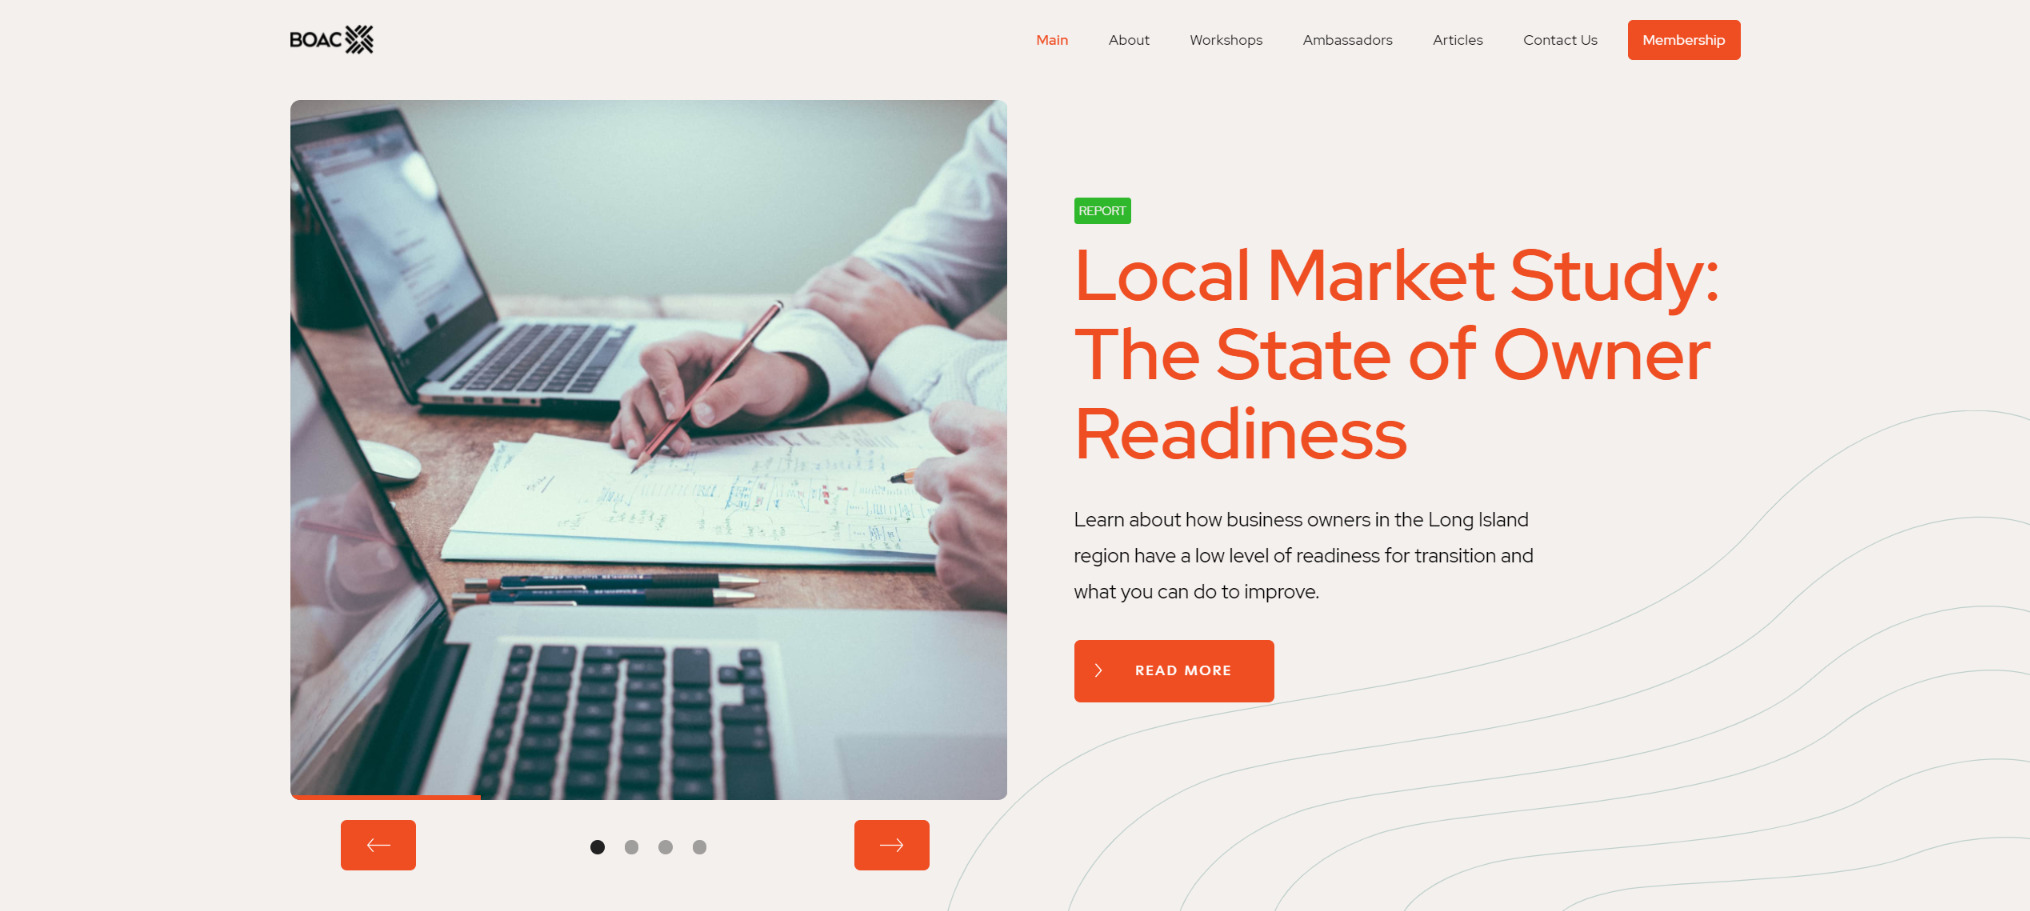 BOAC
Main
About
Workshops
Ambassadors
Articles
Contact Us
Membership
REPORT
Local Market Study:
The State of Owner
Readiness
Learn about how business owners in the Long Island
region have a low level of readiness for transition and
what you can do to improve.
READ MORE